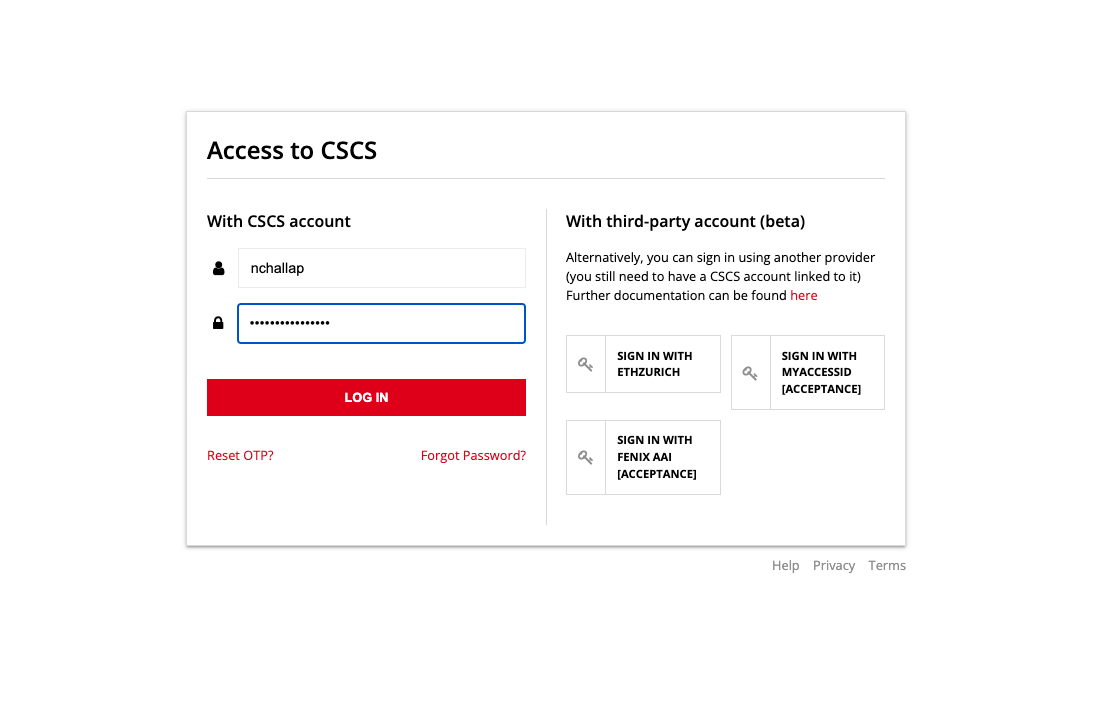 Access to CSCS
With CSCS account
nchallap
••••••••••••••••
LOG IN
Reset OTP?
Forgot Password?
With third-party account (beta)
Alternatively, you can sign in using another provider
(you still need to have a CSCS account linked to it)
Further documentation can be found here
SIGN IN WITH
ETHZURICH
SIGN IN WITH
MYACCESSID
[ACCEPTANCE]
SIGN IN WITH
FENIX AAI
[ACCEPTANCE]
Help Privacy Terms